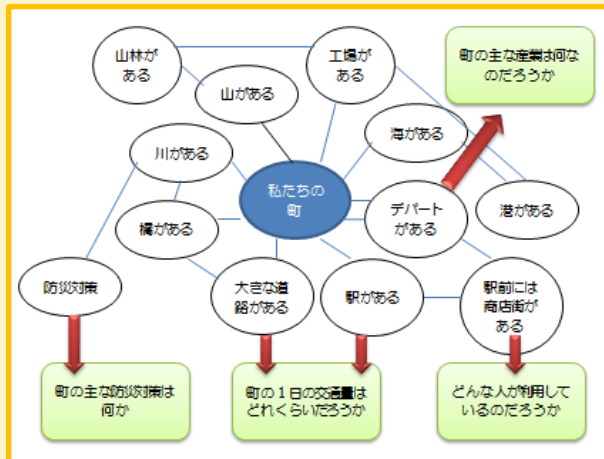 山林が
ある
工場が
ある
町の主な産業は何な
のだろうか
山がある
海がある
川がある
私たちの
町
デパート
がある
港がある
橋がある
防災対策
大きな道
路がある
駅がある
駅前には
商店街が
ある
町の主な防災対策は
何か
町の1日の交通量は
どれくらいだろうか
どんな人が利用して
いるのだろうか